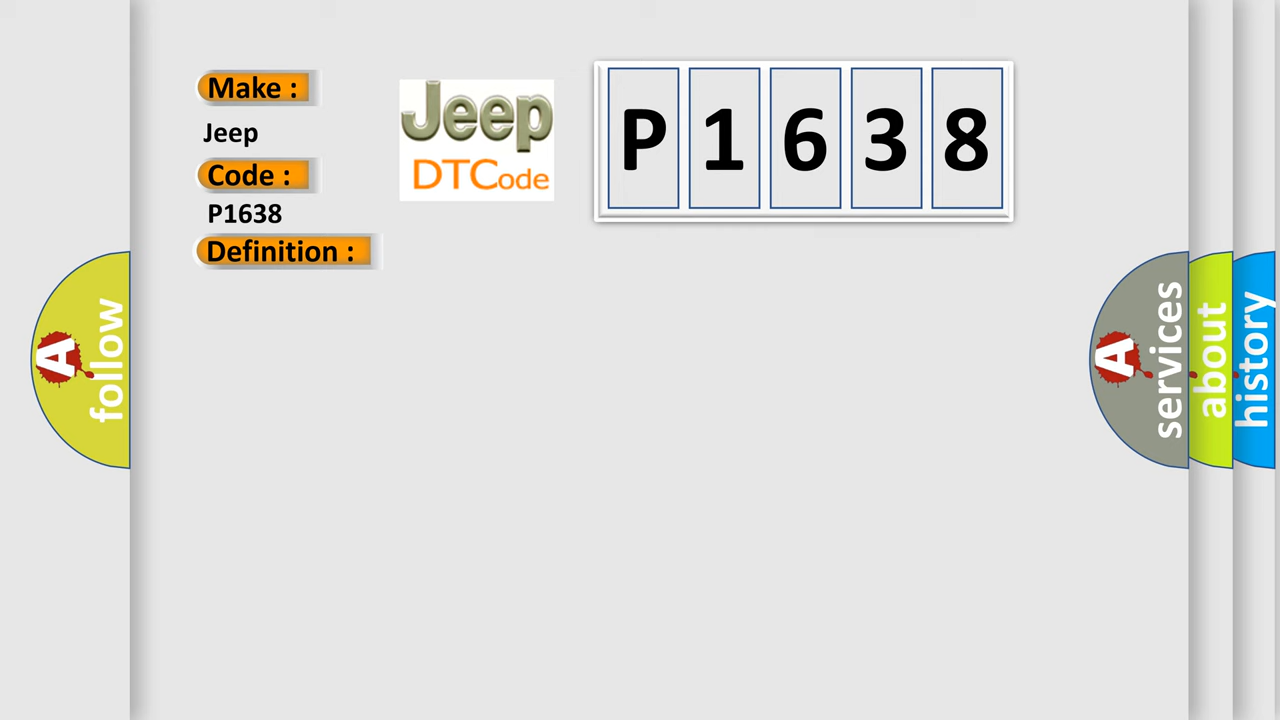 Make :
Jeep
Code :
P1638
Definition :
Jeep
DTCode
P 1 6 3 8
A
follow
A
services
about
history